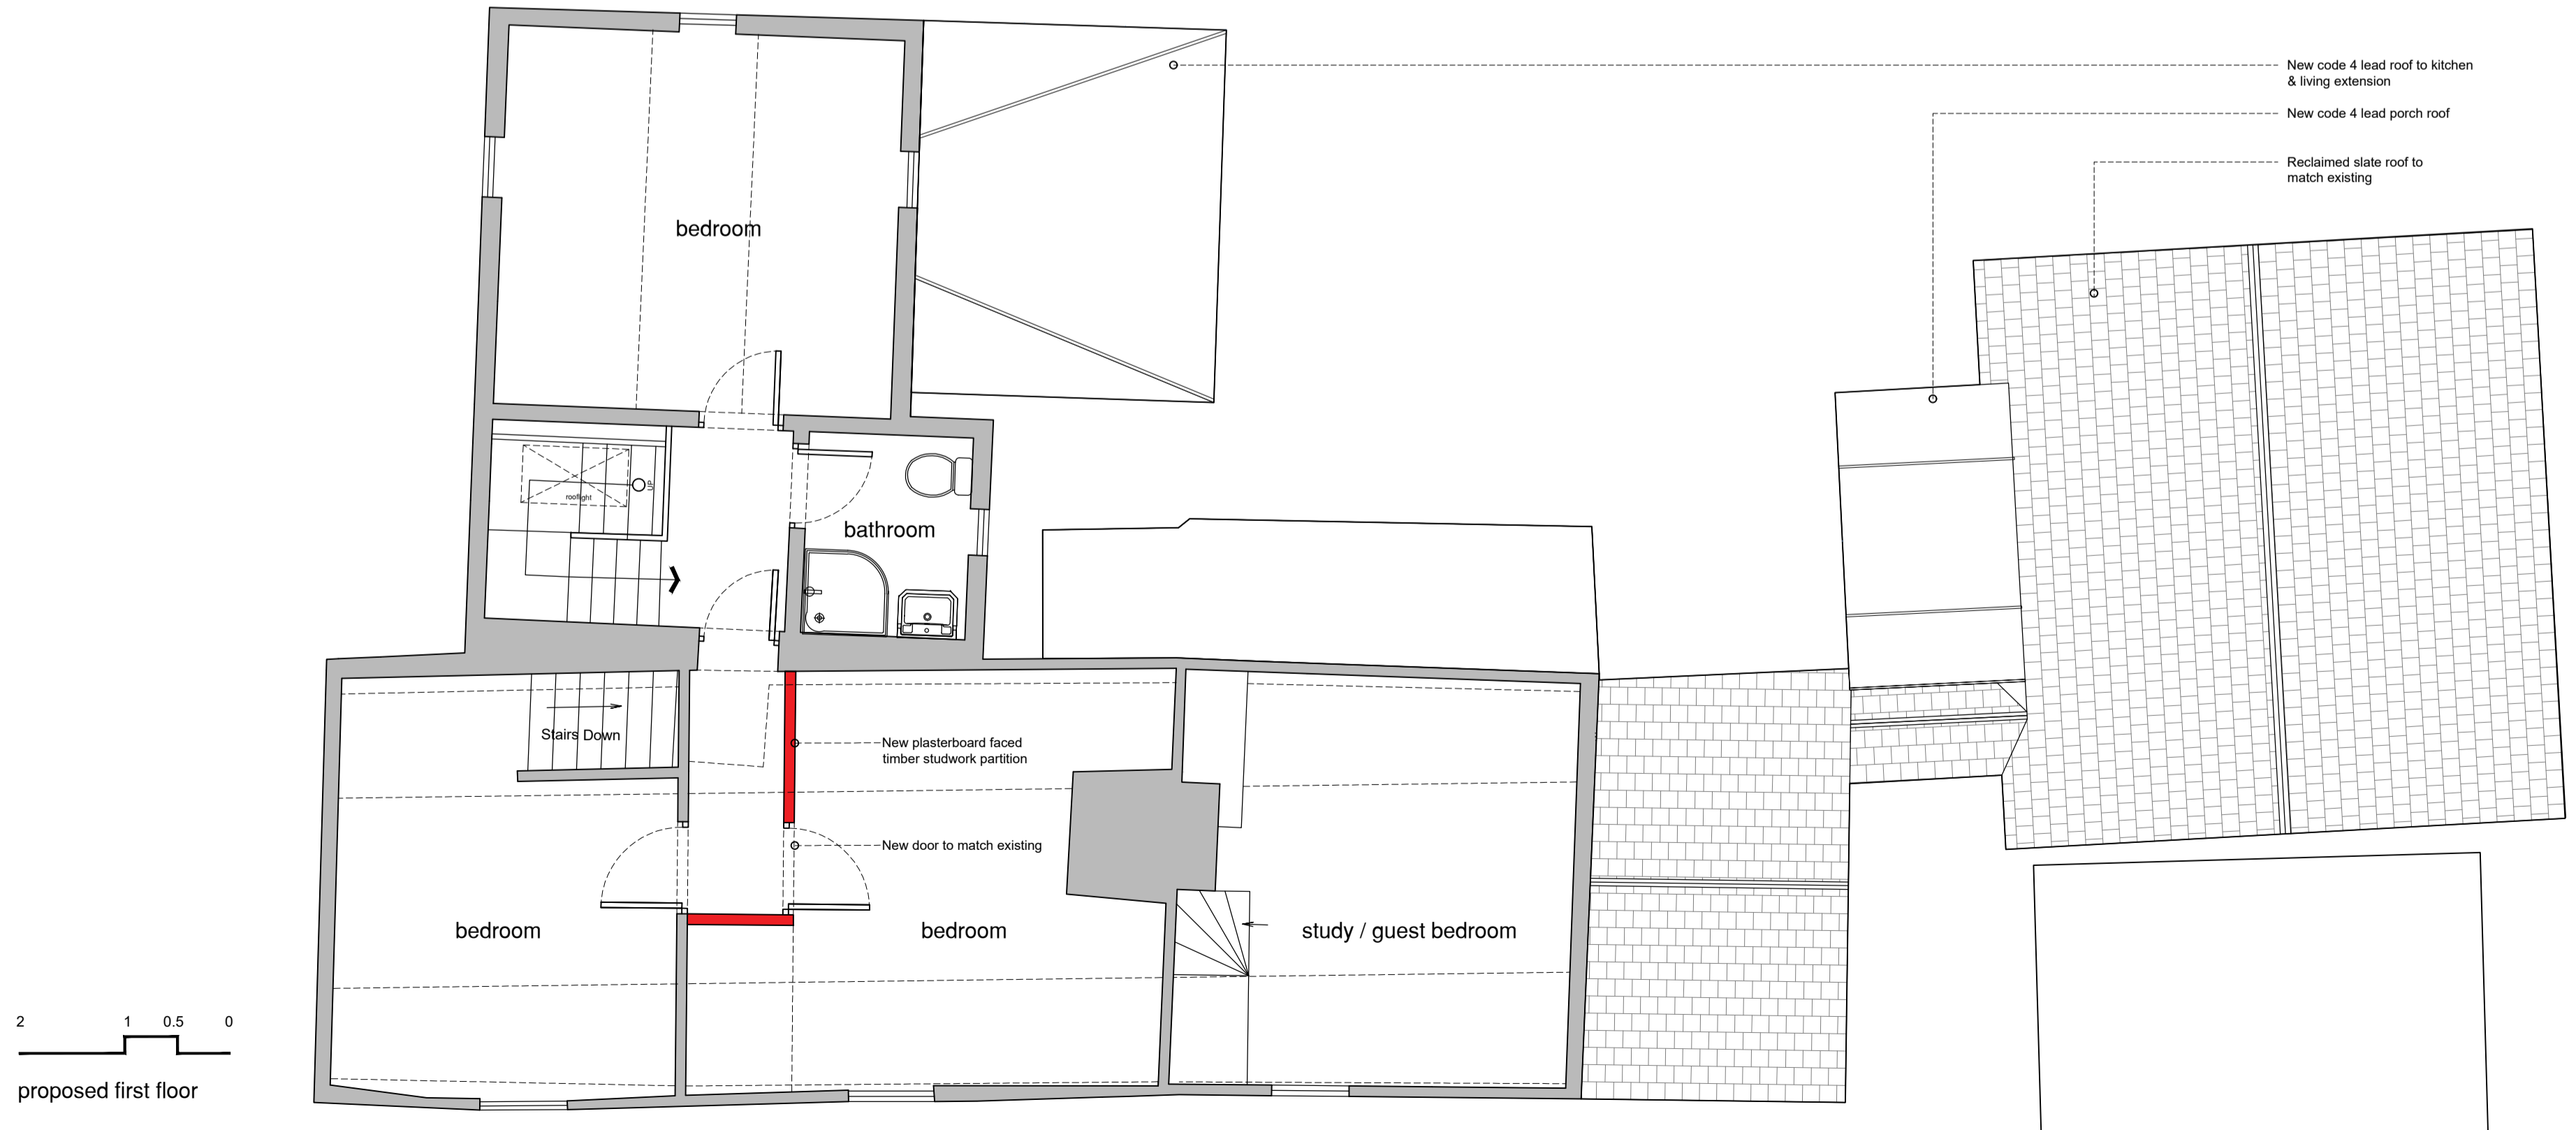 New code 4 lead roof to kitchen
& living extension
New code 4 lead porch roof
Reclaimed slate roof to
match existing
bedroom
rooflight
UP
bathroom
Stairs Down
New plasterboard faced
timber studwork partition
New door to match existing
bedroom
bedroom
study / guest bedroom
2 1 0.5 0
proposed first floor